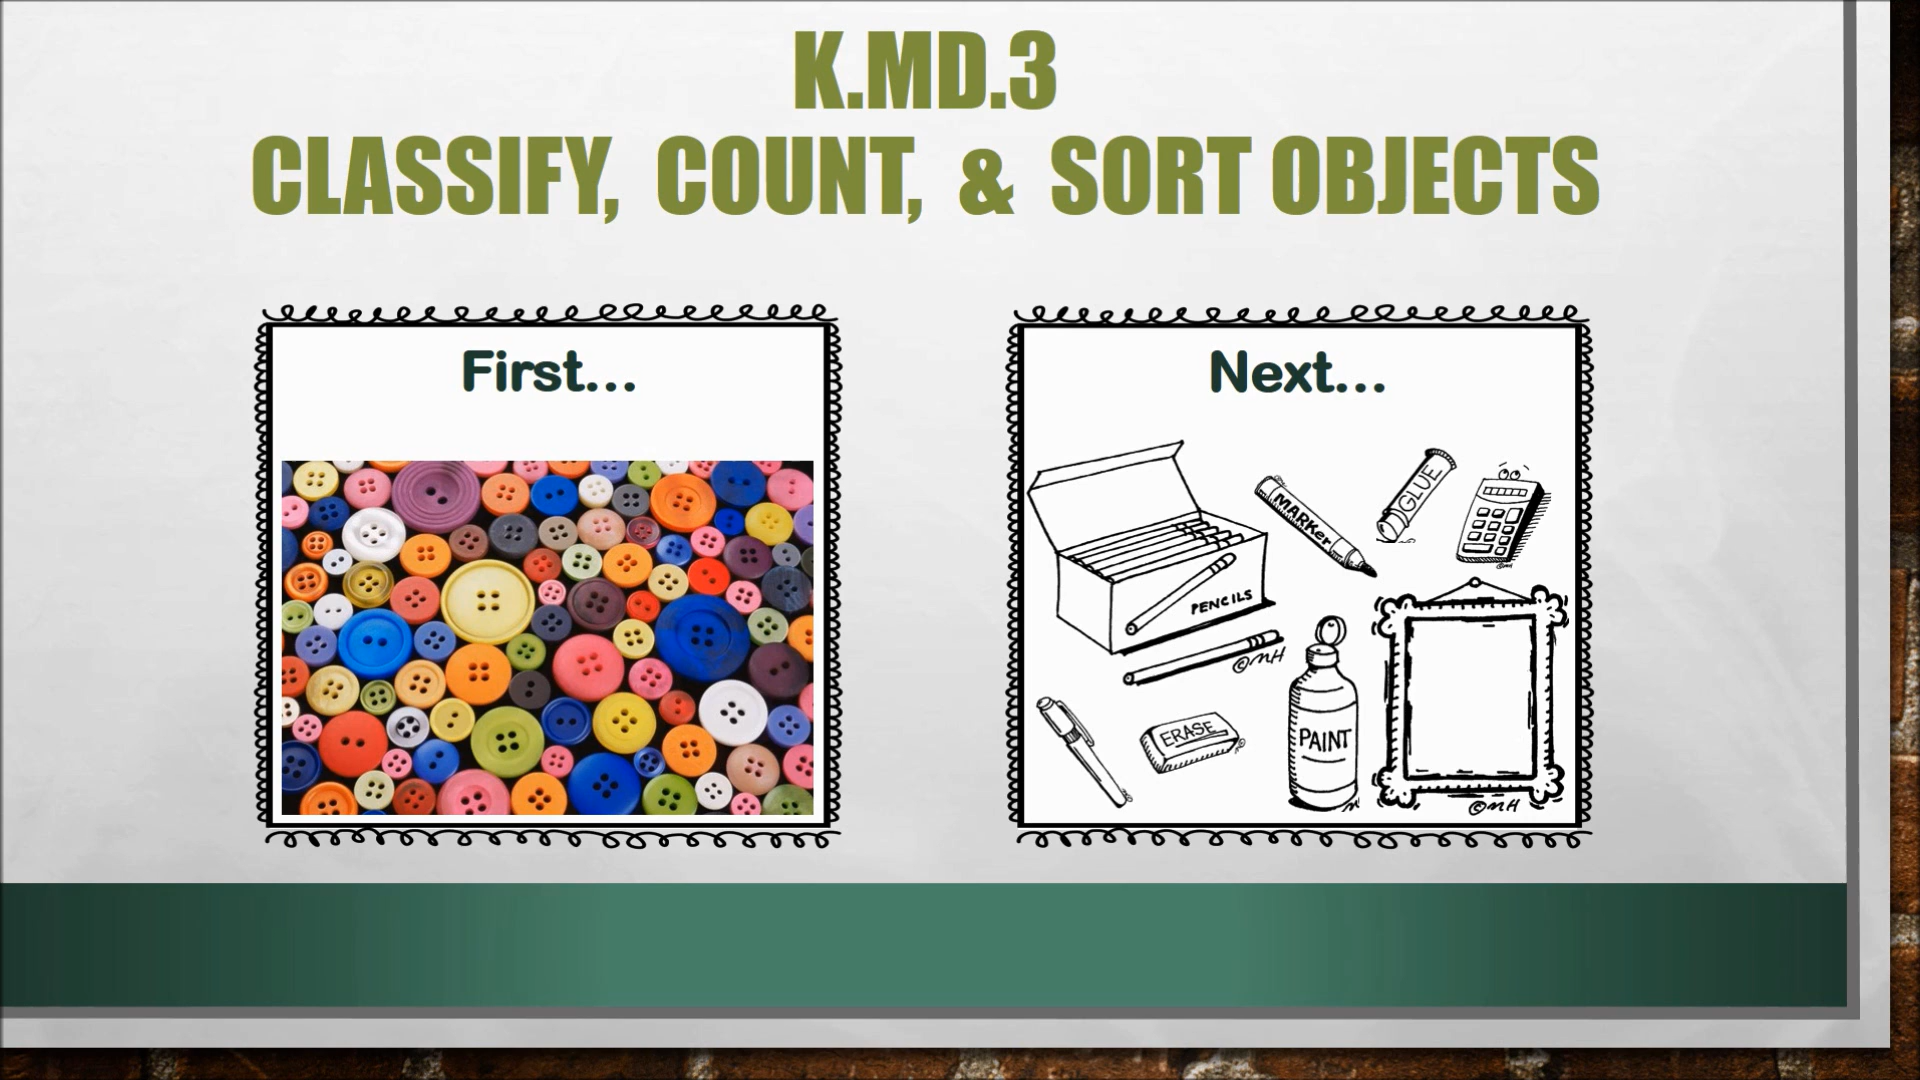 K.MD.3
CLASSIFY, COUNT, & SORT OBJECTS
First...
Next...
MARKer
GLUE
PENCILS
©MH
ERASE
PAINT
©MH